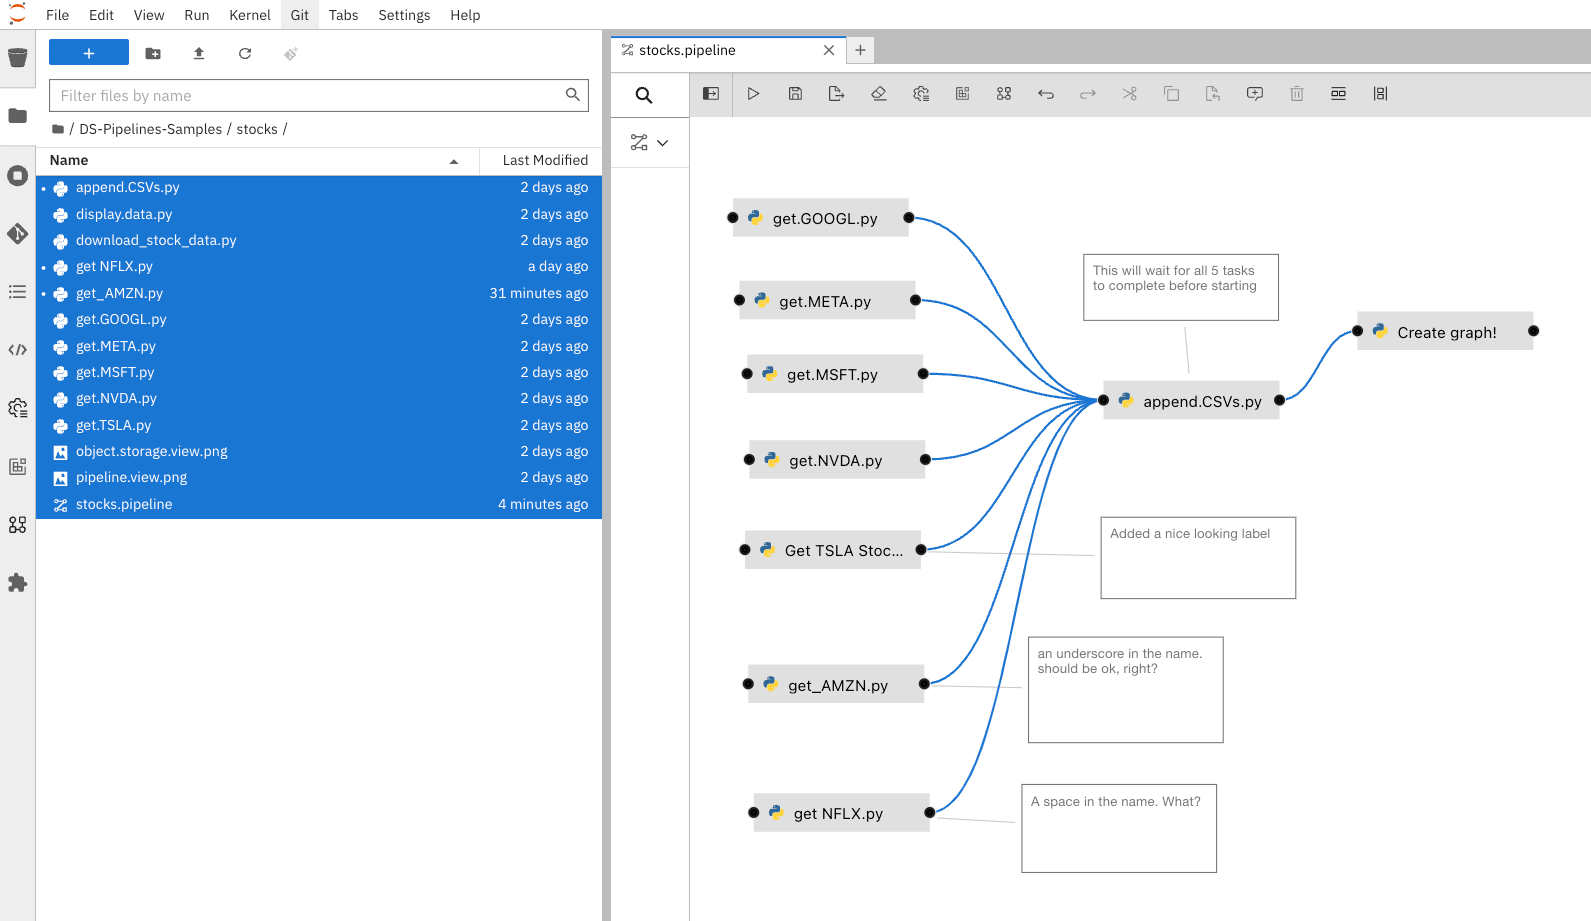 File Edit View Run Kernel Git Tabs Settings Help
+
Filter files by name
/ DS-Pipelines-Samples / stocks /
Name Last Modified
append.CSVs.py 2 days ago
display.data.py 2 days ago
download_stock_data.py 2 days ago
get NFLX.py a day ago
get_AMZN.py 31 minutes ago
get.GOOGL.py 2 days ago
get.META.py 2 days ago
get.MSFT.py 2 days ago
get.NVDA.py 2 days ago
get.TSLA.py 2 days ago
object.storage.view.png 2 days ago
pipeline.view.png 2 days ago
stocks.pipeline 4 minutes ago
stocks.pipeline
get.GOOGL.py
This will wait for all 5 tasks
to complete before starting
get.META.py
Create graph!
get.MSFT.py
append.CSVs.py
get.NVDA.py
Get TSLA Stoc...
Added a nice looking label
an underscore in the name.
should be ok, right?
get_AMZN.py
A space in the name. What?
get NFLX.py